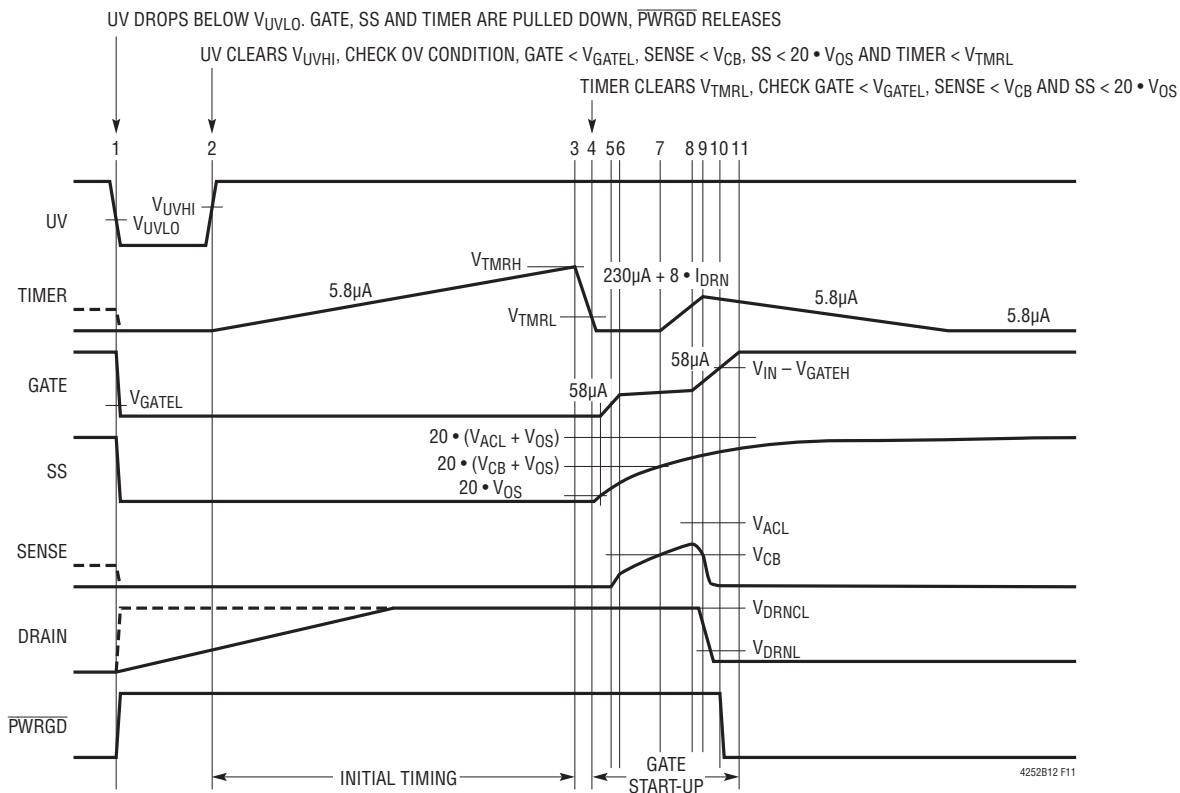 UV DROPS BELOW VUVLO. GATE, SS AND TIMER ARE PULLED DOWN, PWRGD RELEASES
UV CLEARS VUVHI, CHECK OV CONDITION, GATE < VGATEL, SENSE < VCB, SS < 20 • VOS AND TIMER < VTMRL
TIMER CLEARS VTMRL, CHECK GATE < VGATEL, SENSE < VCB AND SS < 20 • VOS
1 2 3 4 5 6 7 8 9 10 11
UV
VUVHI
VUVLO
TIMER
5.8µA
VTMRH
VTMRL
230µA + 8 • IDRN
5.8µA
5.8µA
GATE
VGATEL
58µA
58µA
VIN – VGATEH
SS
20 • (VACL + VOS)
20 • (VCB + VOS)
20 • VOS
SENSE
VACL
VCB
DRAIN
VDRNCL
VDRNL
PWRGD
INITIAL TIMING
GATE
START-UP
4252B12 F11